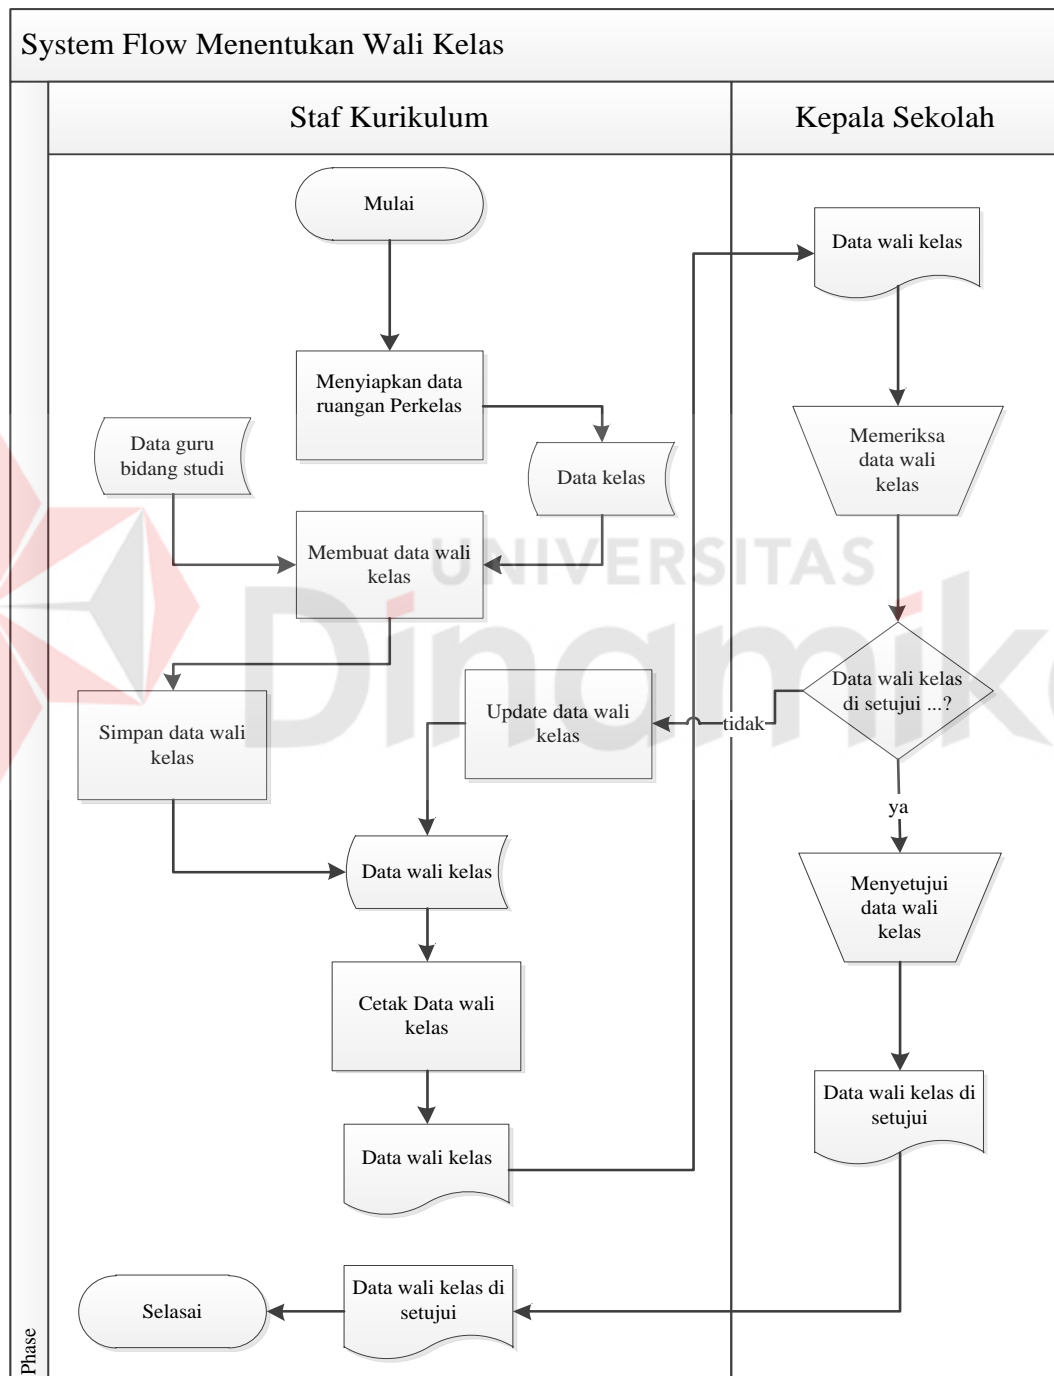 System Flow Menentukan Wali Kelas
Staf Kurikulum
Kepala Sekolah
Mulai
Data wali kelas
Menyiapkan data
ruangan Perkelas
Data guru
bidang studi
Data kelas
Memeriksa
data wali
kelas
Membuat data wali
kelas
UNIVERSITAS
Data wali kelas
di setujui ...?
tidak
Update data wali
kelas
Simpan data wali
kelas
ya
Data wali kelas
Menyetujui
data wali
kelas
Cetak Data wali
kelas
Data wali kelas di
setujui
Data wali kelas
Data wali kelas di
setujui
Selasai
Phase